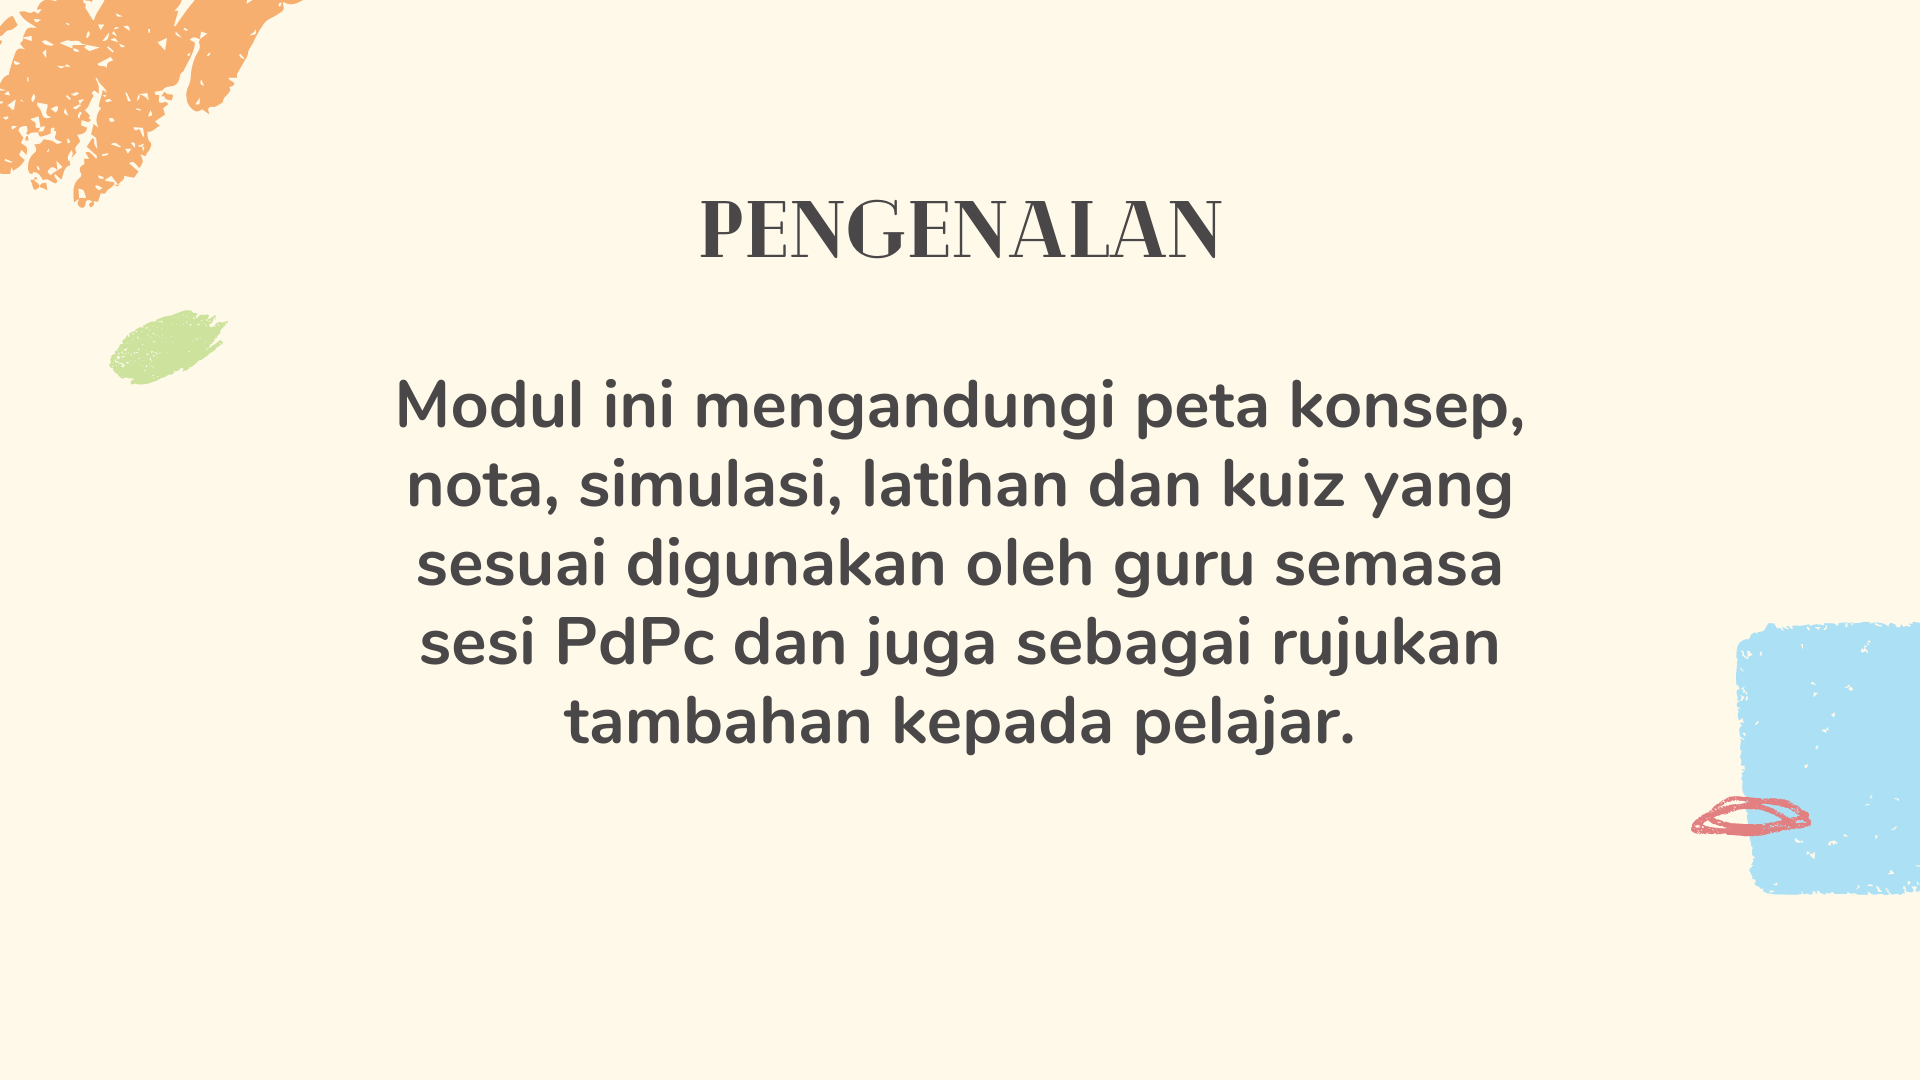 PENGENALAN
Modul ini mengandungi peta konsep,
nota, simulasi, latihan dan kuiz yang
sesuai digunakan oleh guru semasa
sesi PdPc dan juga sebagai rujukan
tambahan kepada pelajar.